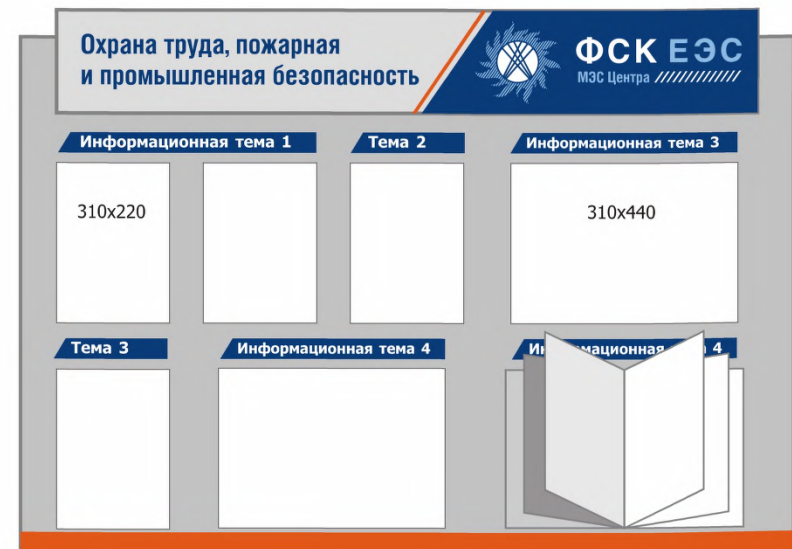 Охрана труда, пожарная
и промышленная безопасность
ФСК ЕЭС
МЭС Центра
Информационная тема 1
Тема 2
Информационная тема 3
310x220
310x440
Тема 3
Информационная тема 4
4